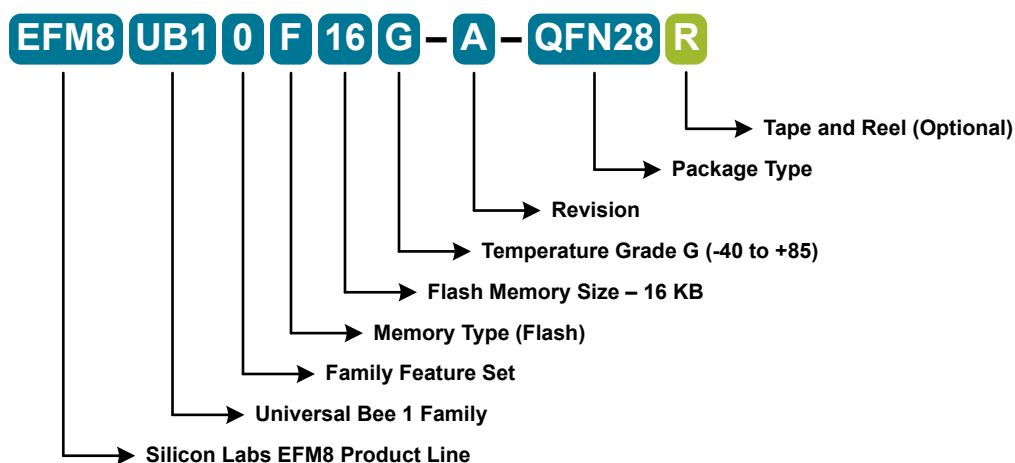 EFM8 UB1 0 F 16 G – A – QFN28 R
Tape and Reel (Optional)
Package Type
Revision
Temperature Grade G (-40 to +85)
Flash Memory Size – 16 KB
Memory Type (Flash)
Family Feature Set
Universal Bee 1 Family
Silicon Labs EFM8 Product Line